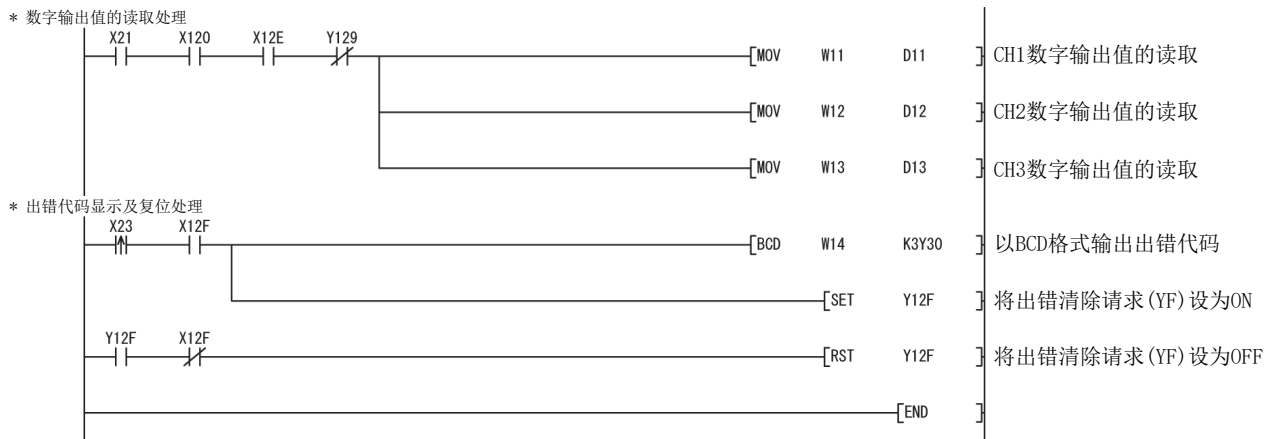 * 数字输出值的读取处理
X21 X120 X12E Y129
[MOV W11 D11 ] CH1数字输出值的读取
[MOV W12 D12 ] CH2数字输出值的读取
[MOV W13 D13 ] CH3数字输出值的读取
* 出错代码显示及复位处理
X23 X12F
[BCD W14 K3Y30 ] 以BCD格式输出出错代码
[SET Y12F ] 将出错清除请求(YF)设为ON
Y12F X12F
[RST Y12F ] 将出错清除请求(YF)设为OFF
[END ]